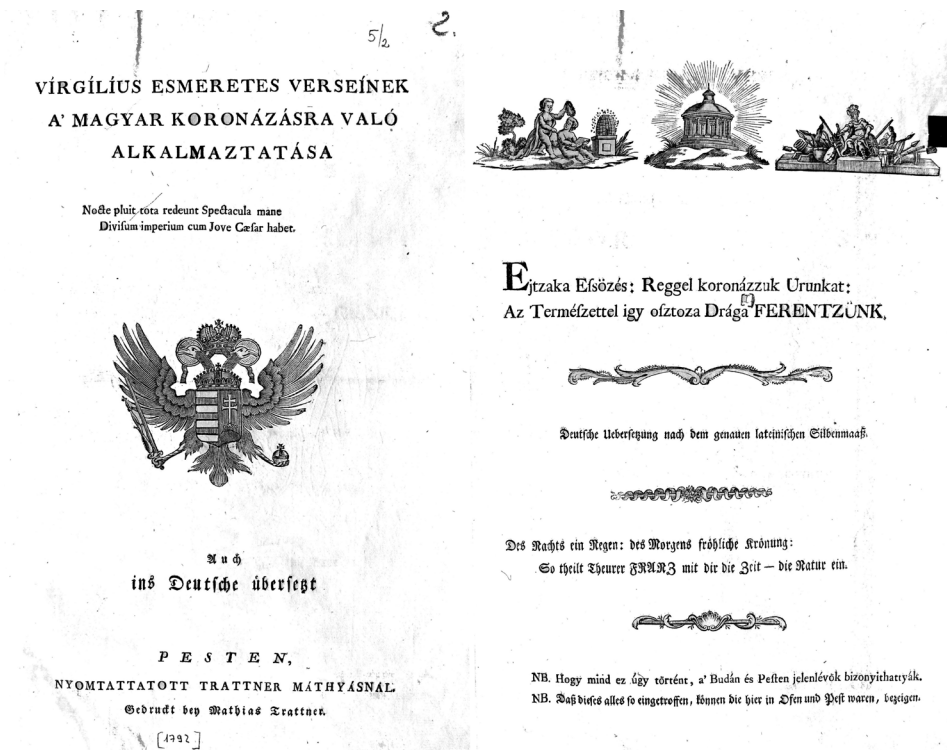 5/2
2.
VÍRGÍLÍUS ESMERETES VERSEÍNEK
A' MAGYAR KORONÁZÁSRA VALÓ
ALKALMAZTATÁSA
Nocte pluit tota redeunt Spectacula mane
Diviſum imperium cum Jove Cæſar habet.
Auch
ins Deutſche überſetzt
PESTEN,
NYOMTATTATOTT TRATTNER MÁTHYÁSNÁL.
Gedruckt bey Mathias Trattner.
[1792]
Ejtzaka Eſsözés: Reggel koronázzuk Urunkat:
Az Terméſzettel igy oſztoza Drága FERENTZÜNK,
Deutſche Ueberſetzung nach dem genauen lateiniſchen Silbenmaaß.
Des Nachts ein Regen: des Morgens fröhliche Krönung:
So theilt Theurer FRANZ mit dir die Zeit — die Natur ein.
NB. Hogy mind ez úgy történt, a' Budán és Peſten jelenlévők bizonyithattyák.
NB. Daß dieſes alles ſo eingetroffen, können die hier in Ofen und Peſt waren, bezeigen.